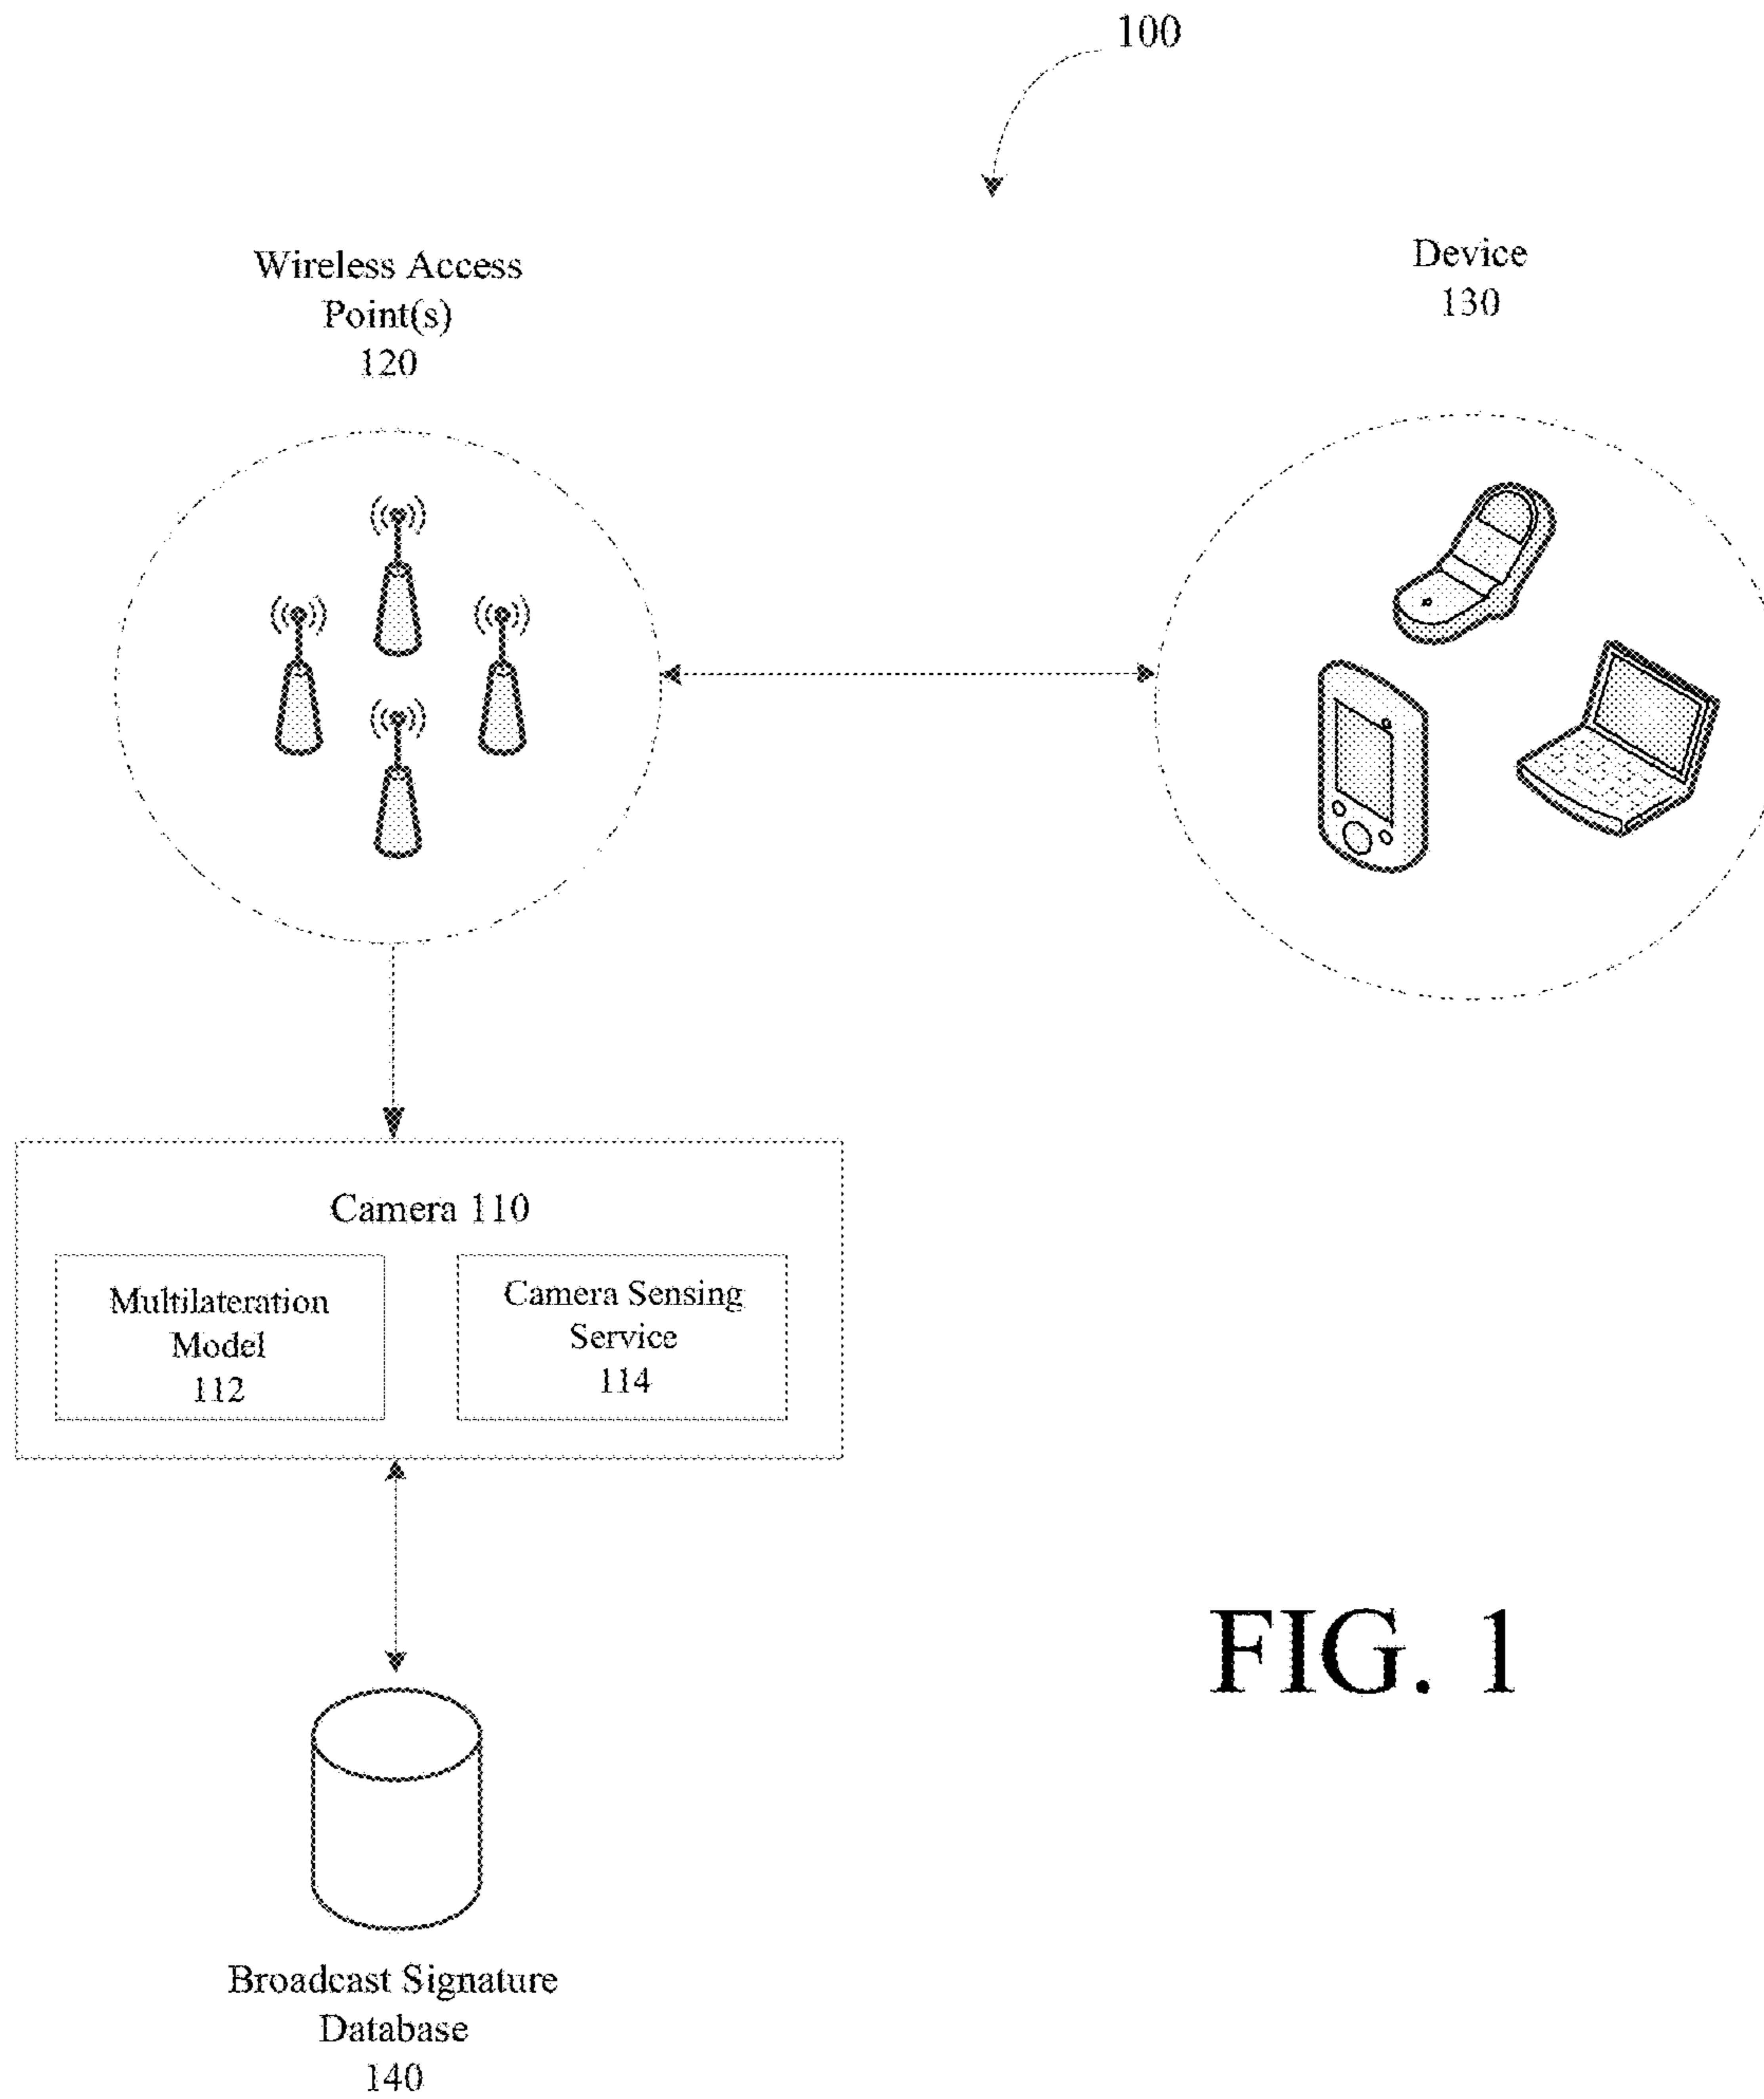 100
Wireless Access
Point(s)
120
Device
130
Camera 110
Multilateration
Model
112
Camera Sensing
Service
114
Broadcast Signature
Database
140
FIG. 1